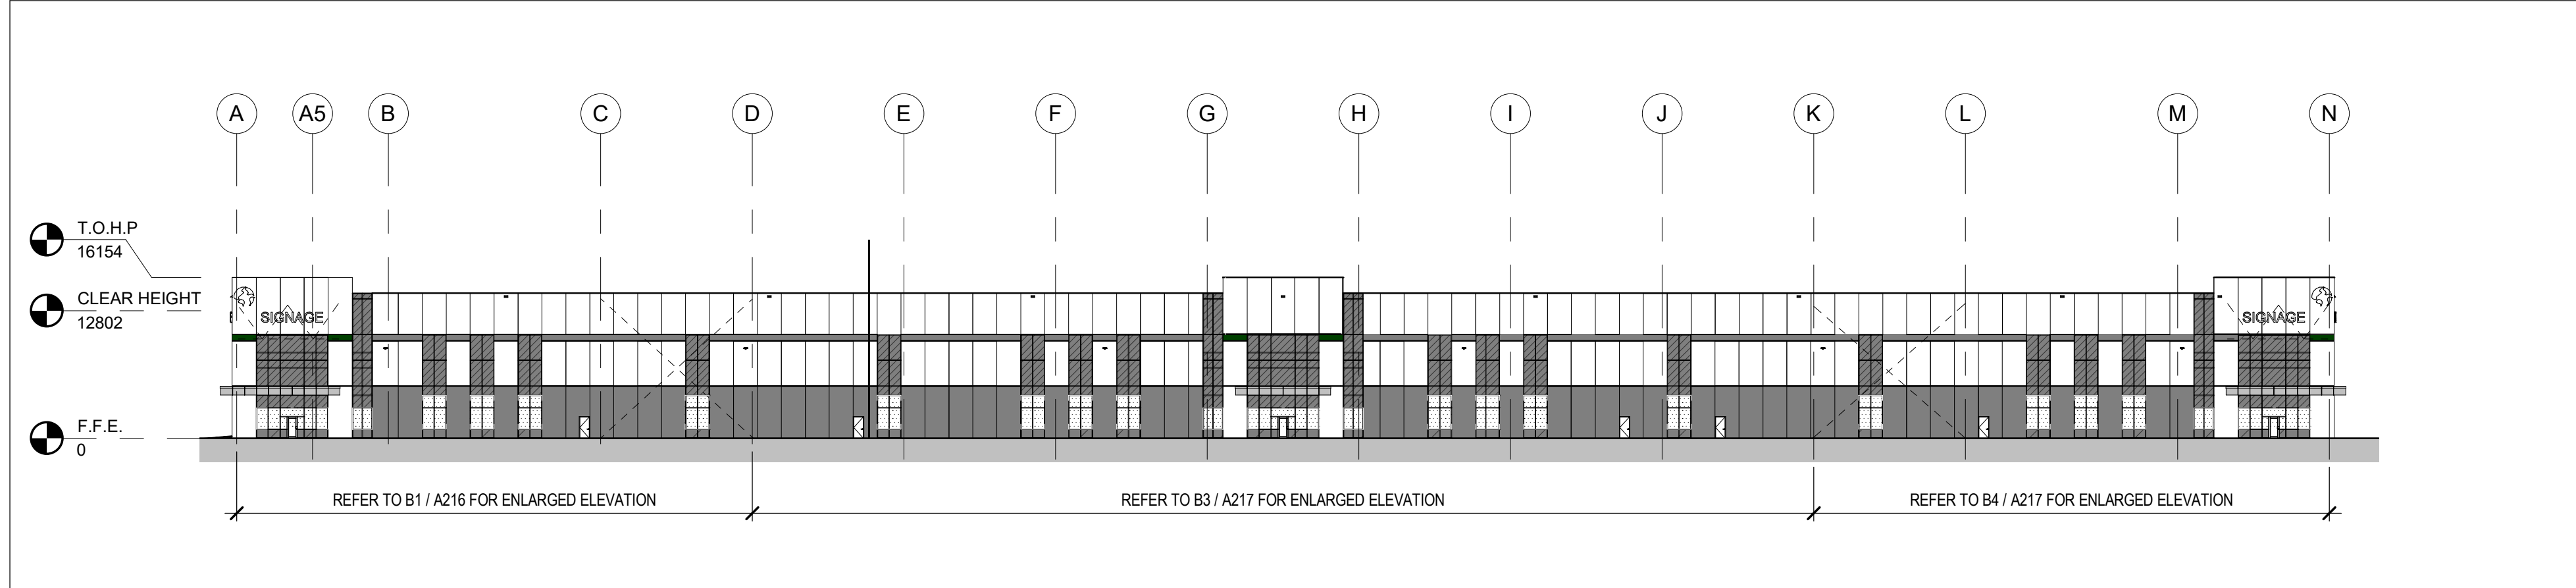 A A5 B C D E F G H I J K L M N
T.O.H.P
16154
CLEAR HEIGHT
12802
SIGNAGE
SIGNAGE
F.F.E.
0
REFER TO B1 / A216 FOR ENLARGED ELEVATION
REFER TO B3 / A217 FOR ENLARGED ELEVATION
REFER TO B4 / A217 FOR ENLARGED ELEVATION